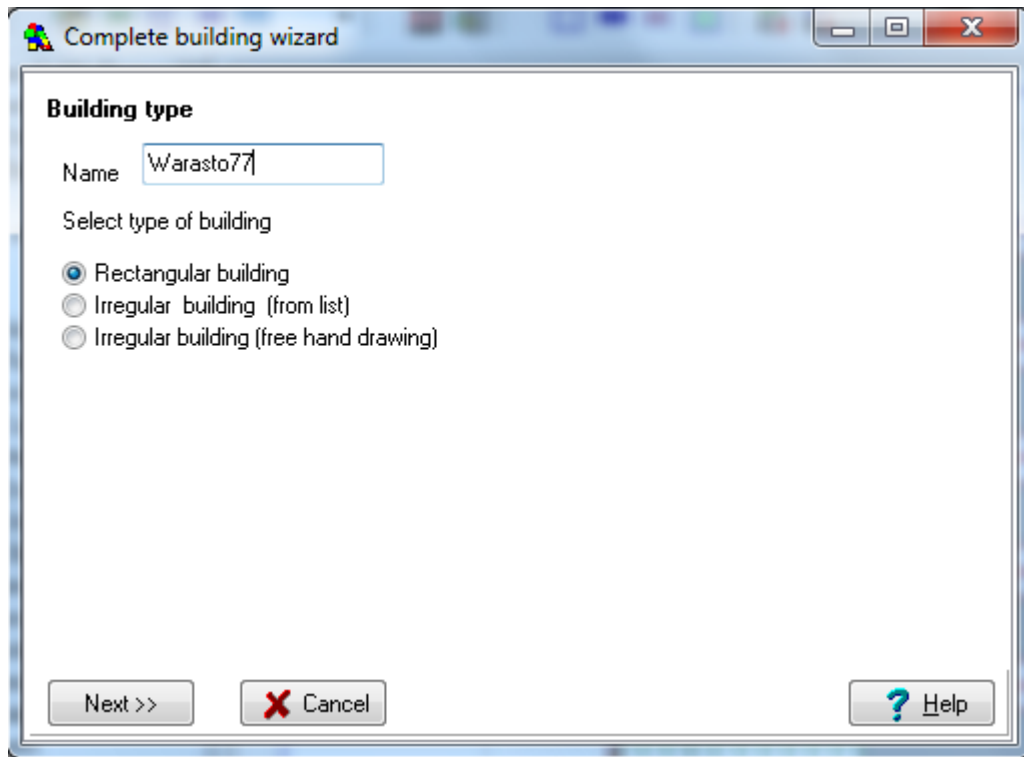 Complete building wizard
Building type
Name Warasto77
Select type of building
Rectangular building
Irregular building (from list)
Irregular building (free hand drawing)
Next >> Cancel ? Help